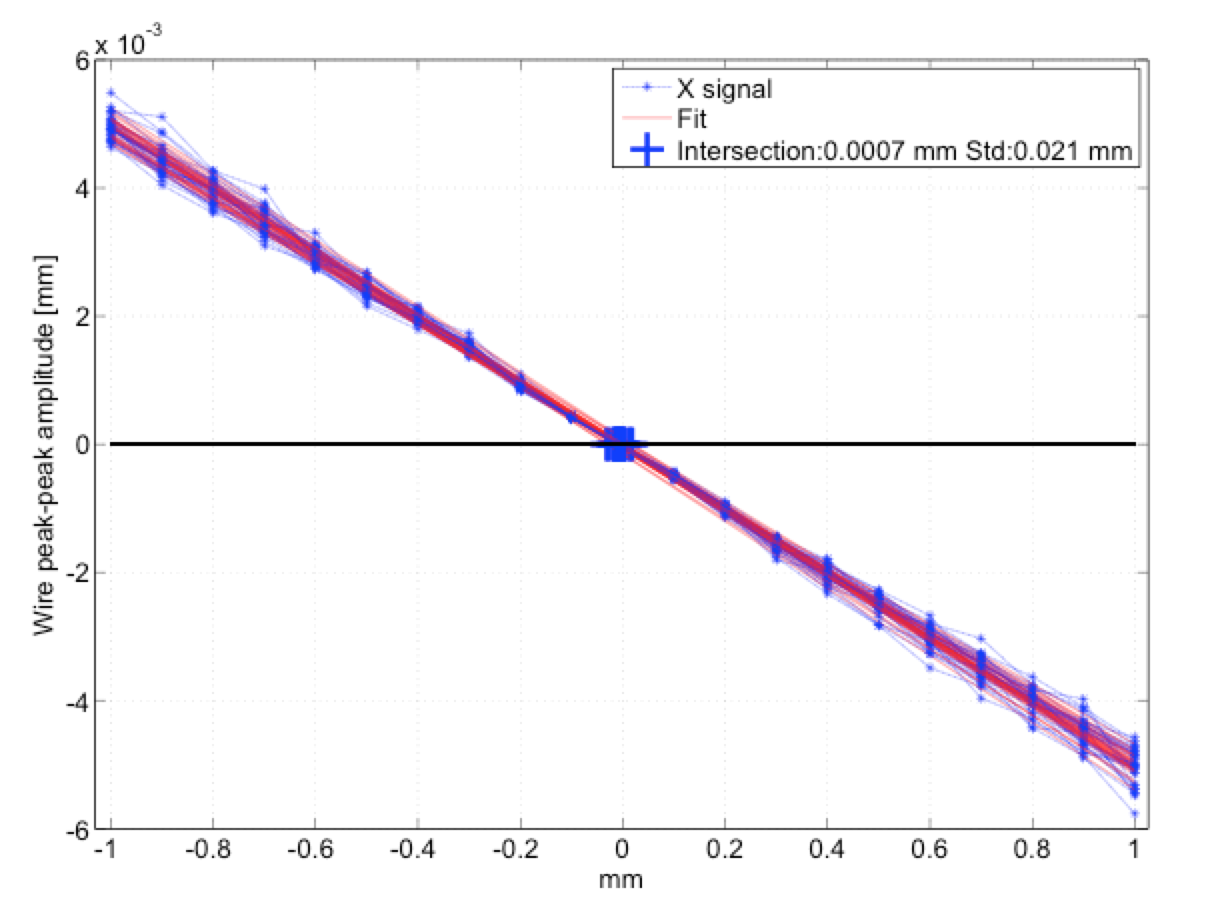 x 10-3
6
4
2
0
-2
-4
-6
Wire peak-peak amplitude [mm]
X signal
Fit
Intersection:0.0007 mm Std:0.021 mm
-1 -0.8 -0.6 -0.4 -0.2 0 0.2 0.4 0.6 0.8 1
mm